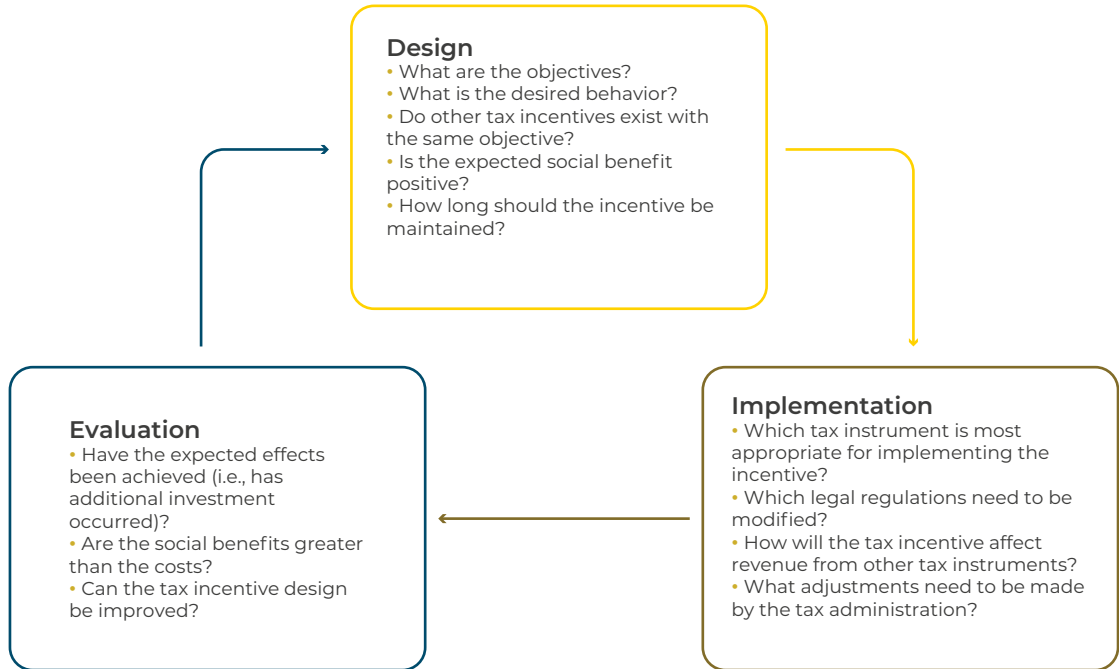 Design
• What are the objectives?
• What is the desired behavior?
• Do other tax incentives exist with
the same objective?
• Is the expected social benefit
positive?
• How long should the incentive be
maintained?
Evaluation
• Have the expected effects
been achieved (i.e., has
additional investment
occurred)?
• Are the social benefits greater
than the costs?
• Can the tax incentive design
be improved?
Implementation
• Which tax instrument is most
appropriate for implementing the
incentive?
• Which legal regulations need to be
modified?
• How will the tax incentive affect
revenue from other tax instruments?
• What adjustments need to be made
by the tax administration?